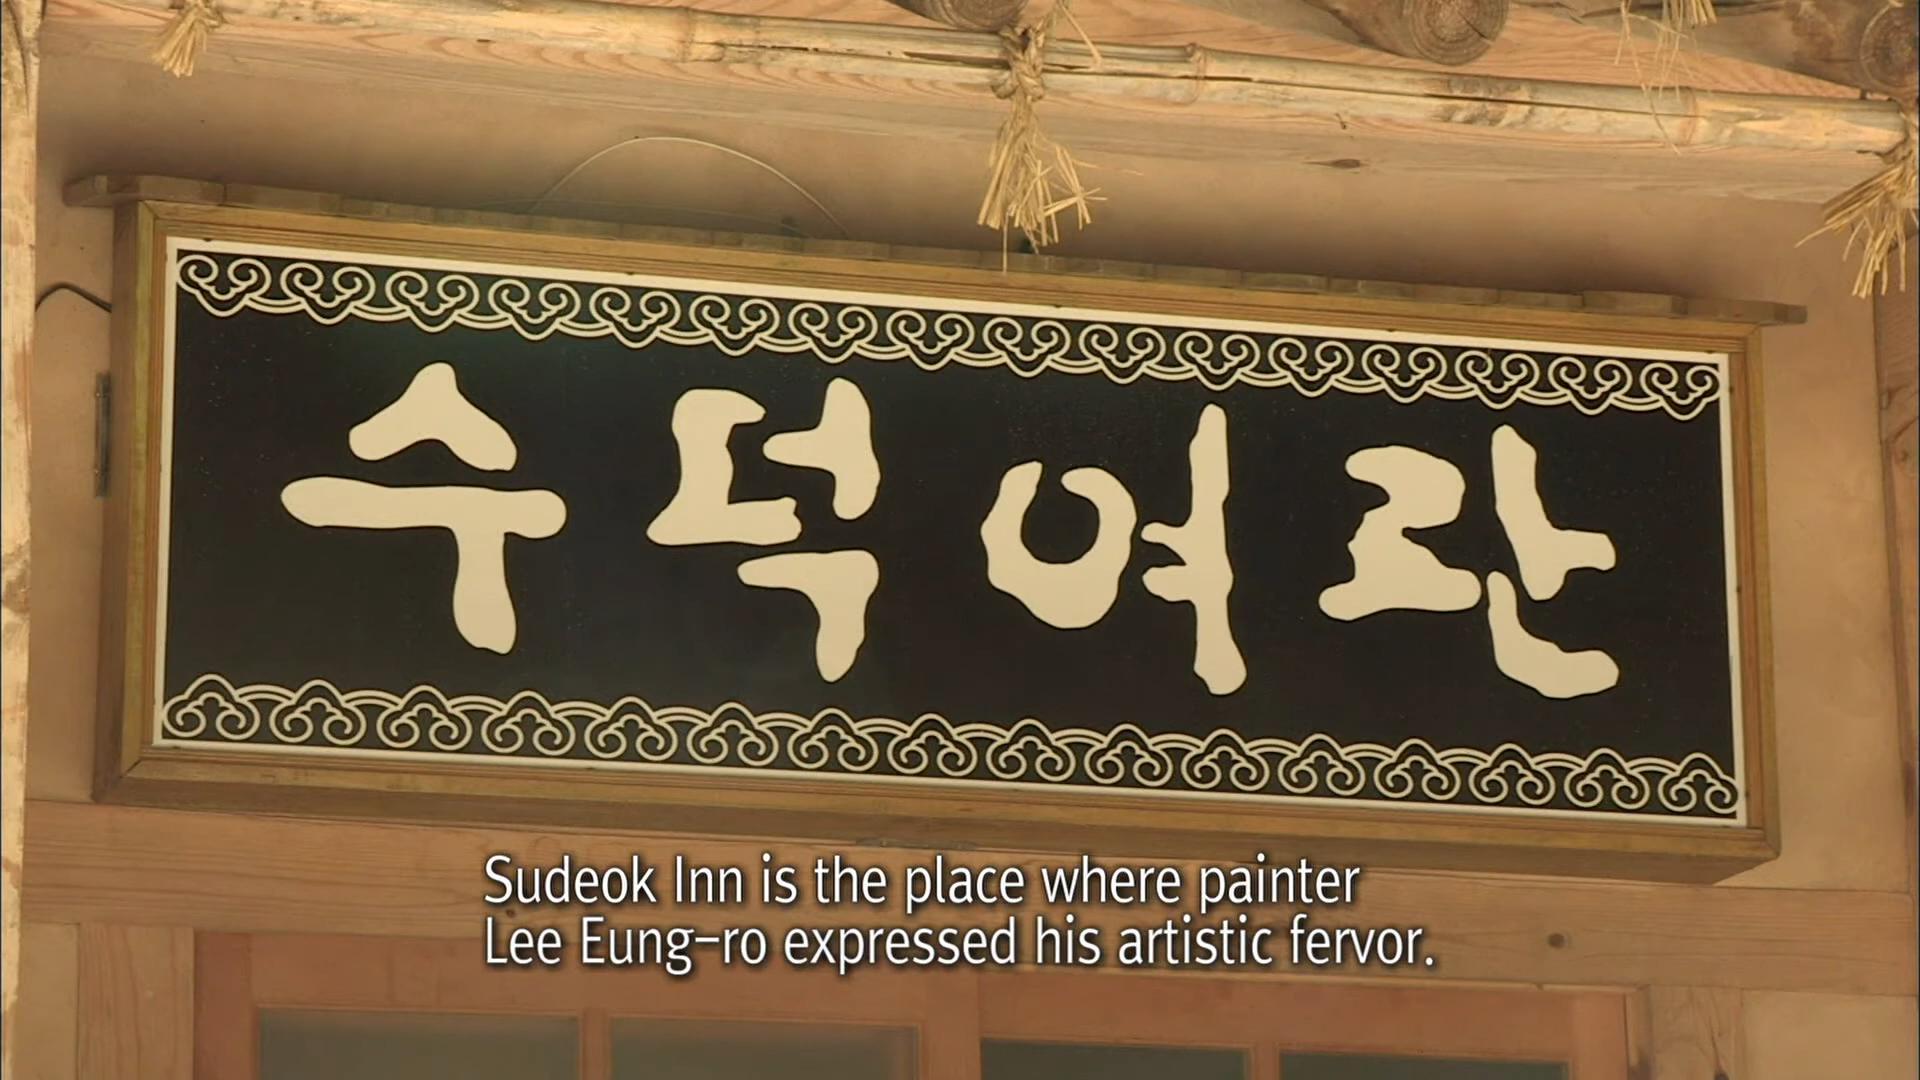 수덕여관
Sudeok Inn is the place where painter
Lee Eung-ro expressed his artistic fervor.